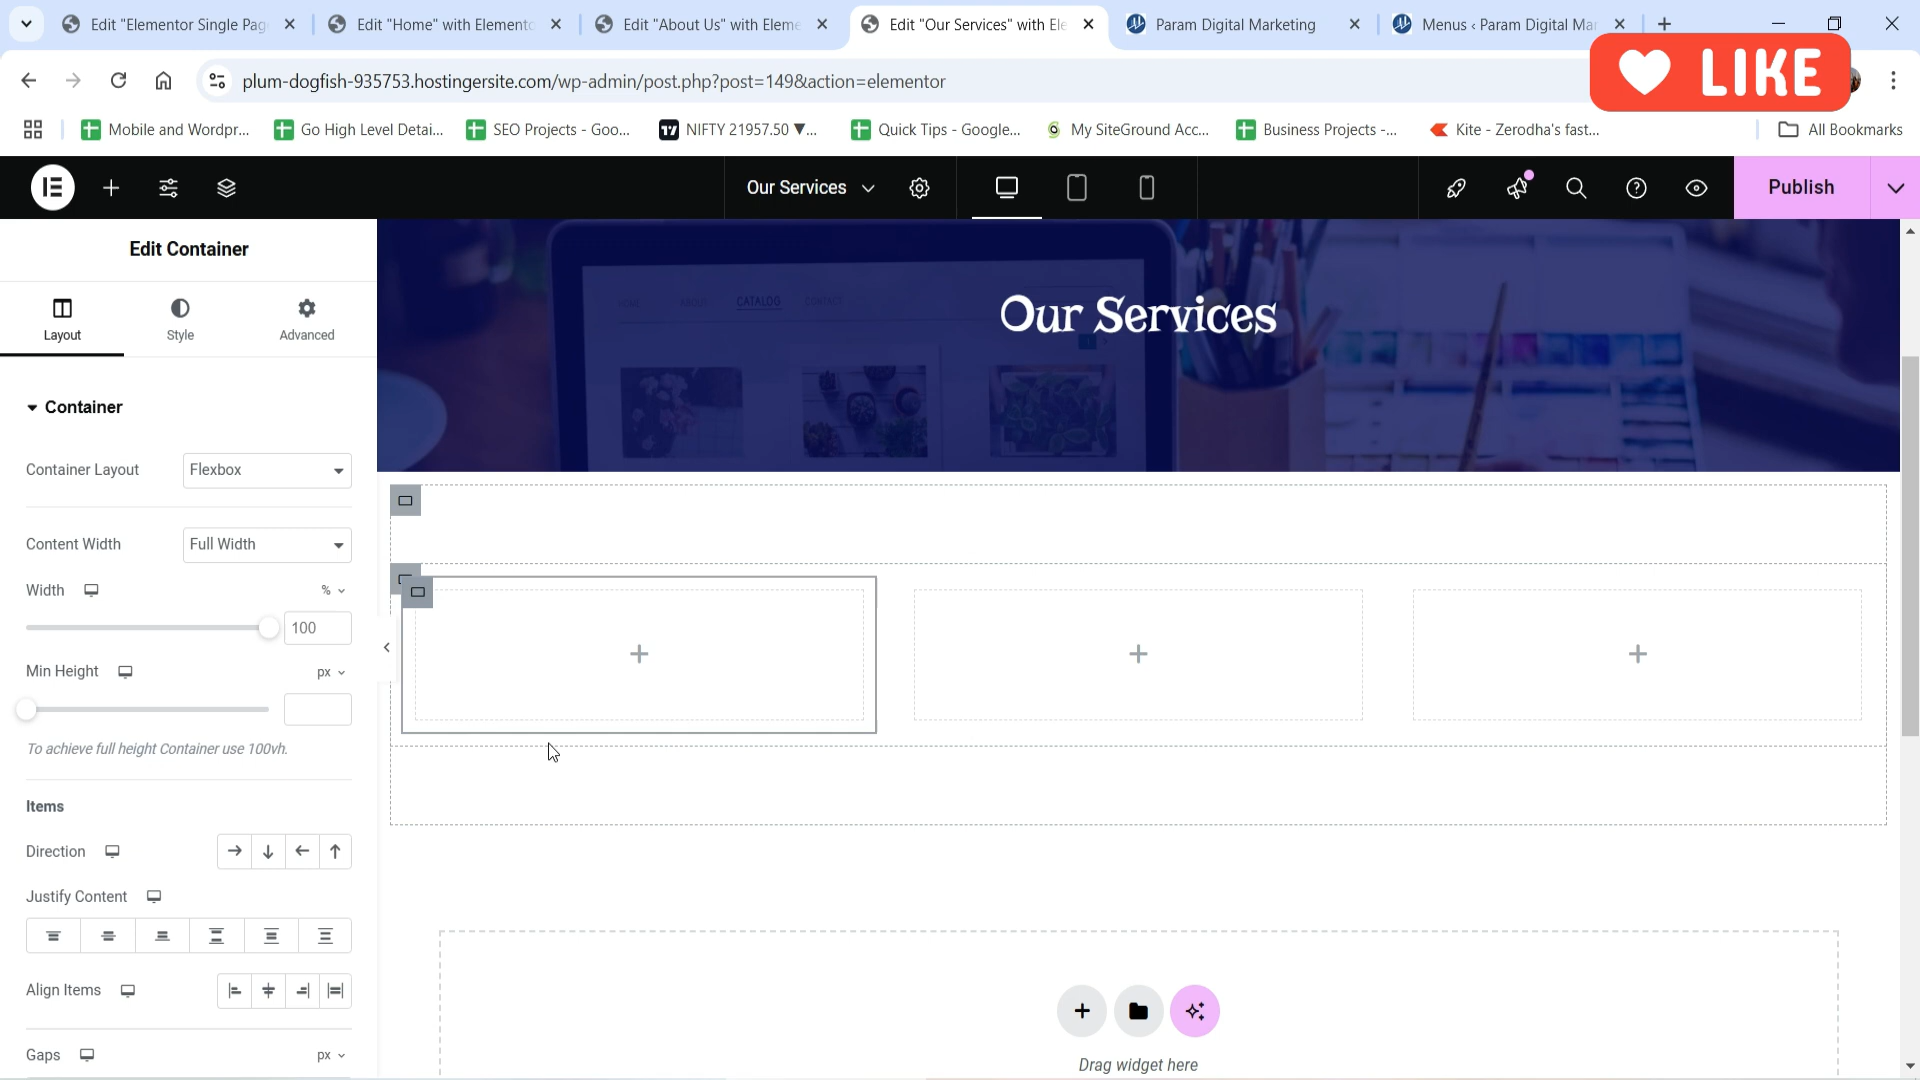 Edit "Elementor Single Pag
Edit "Home" with Elemento
Edit "About Us" with Eleme
Edit "Our Services" with Ele
Param Digital Marketing
Menus ‹ Param Digital Mar
plum-dogfish-935753.hostingersite.com/wp-admin/post.php?post=149&action=elementor
LIKE
Mobile and Wordpr...
Go High Level Detai...
SEO Projects - Goo...
NIFTY 21957.50 ▼...
Quick Tips - Google...
My SiteGround Acc...
Business Projects -...
Kite - Zerodha's fast...
All Bookmarks
Our Services
Publish
Edit Container
Layout
Style
Advanced
Container
Container Layout
Flexbox
Content Width
Full Width
Width
%
100
Min Height
px
To achieve full height Container use 100vh.
Items
Direction
Justify Content
Align Items
Gaps
px
HOME
ABOUT
CATALOG
CONTACT
Our Services
Drag widget here